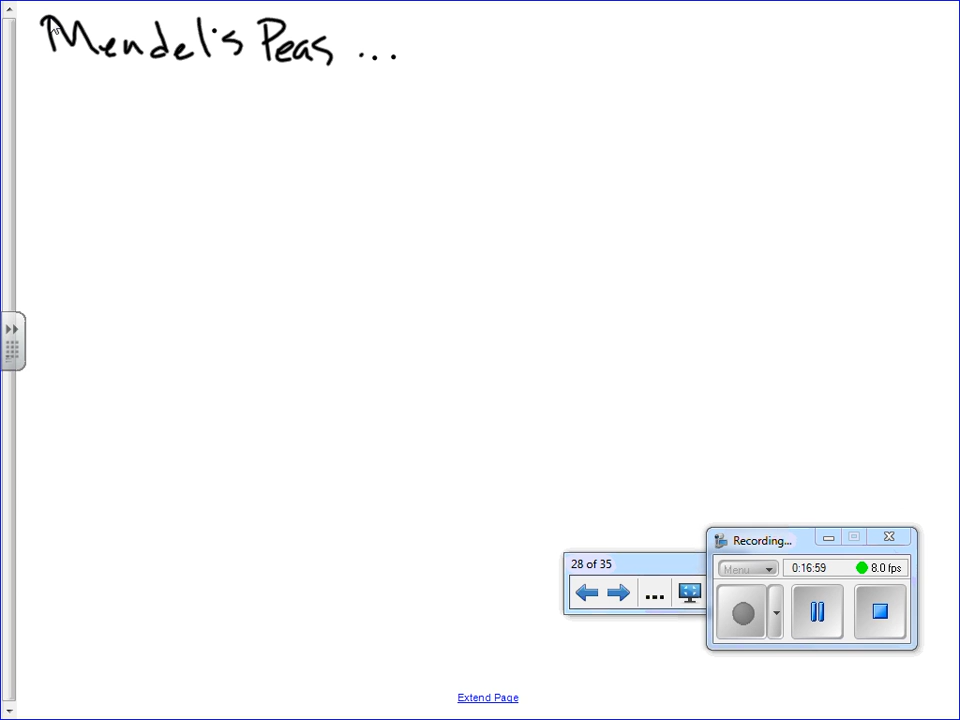 Mendel's Peas ...
Recording...
28 of 35
Menu
0:16:59
8.0 fps
...
Extend Page